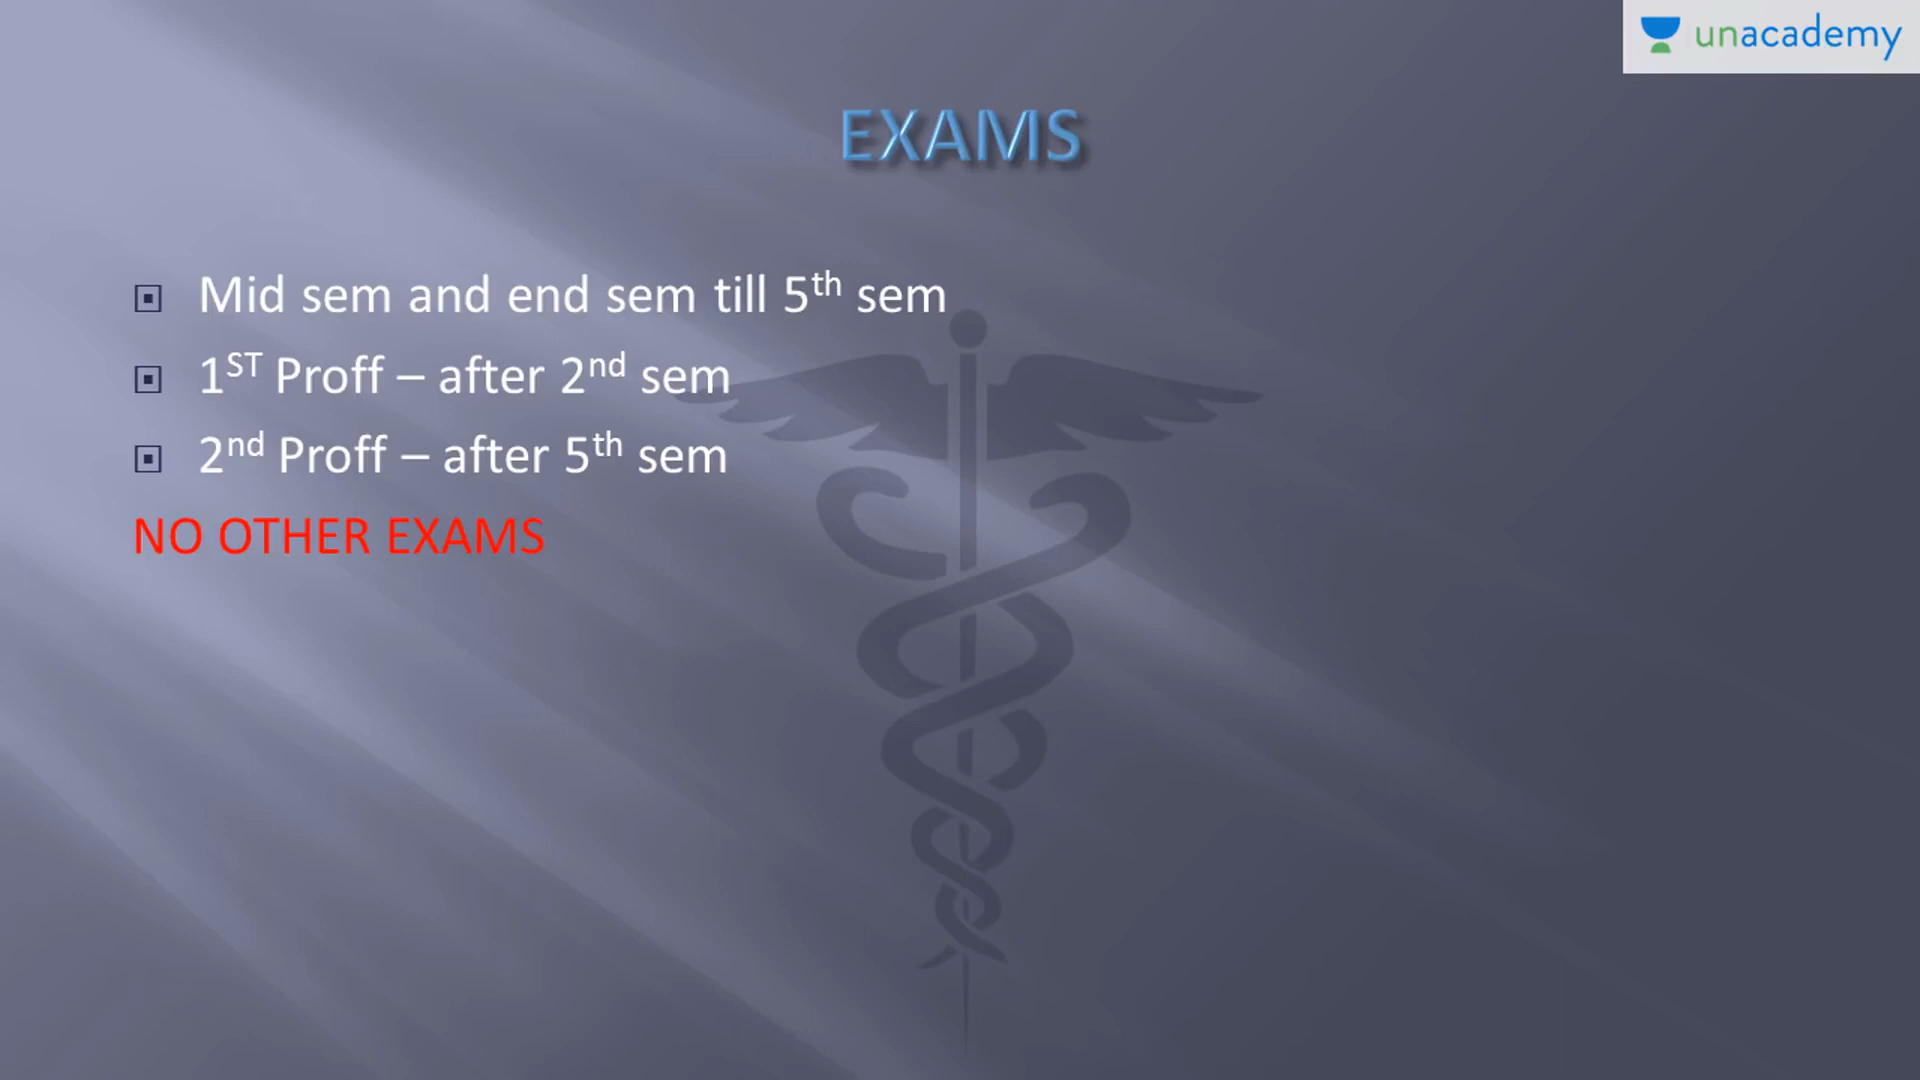 unacademy
EXAMS
Mid sem and end sem till 5th sem
1ST Proff – after 2nd sem
2nd Proff – after 5th sem
NO OTHER EXAMS